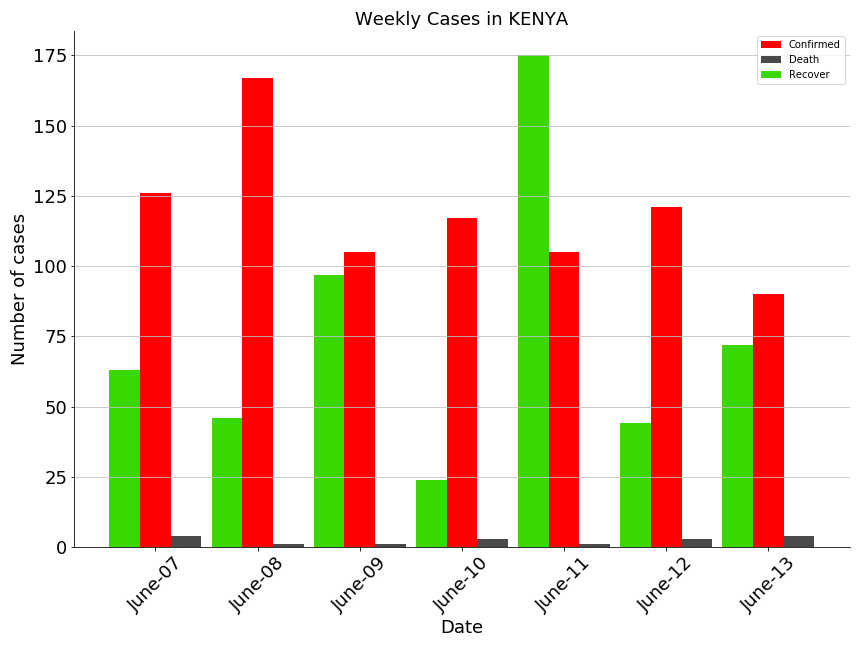 Weekly Cases in KENYA
Confirmed
Death
Recover
Number of cases
175
150
125
100
75
50
25
0
June-07
June-08
June-09
June-10
June-11
June-12
June-13
Date